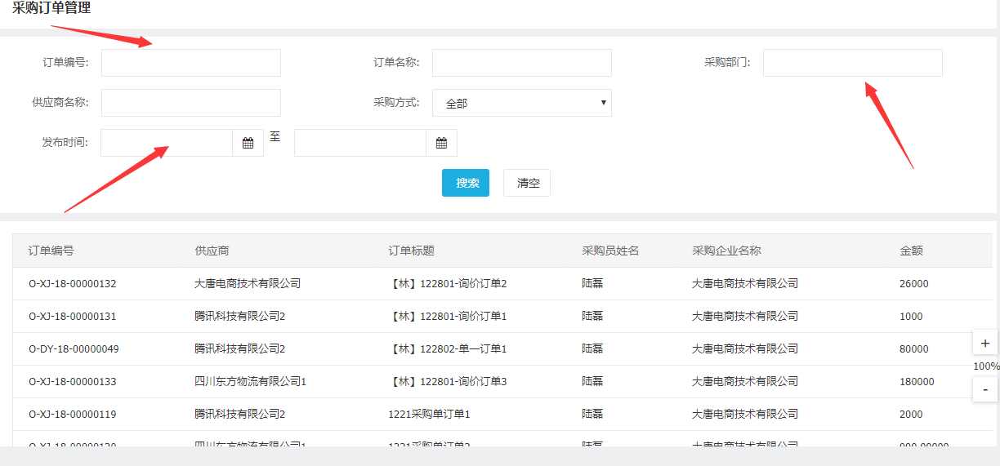 采购订单管理
订单编号: 订单名称: 采购部门:
供应商名称: 采购方式: 全部
发布时间: 至
搜索 清空
订单编号 供应商 订单标题 采购员姓名 采购企业名称 金额
O-XJ-18-00000132 大唐电商技术有限公司 【林】122801-询价订单2 陆磊 大唐电商技术有限公司 26000
O-XJ-18-00000131 腾讯科技有限公司2 【林】122801-询价订单1 陆磊 大唐电商技术有限公司 1000
O-DY-18-00000049 腾讯科技有限公司2 【林】122802-单一订单1 陆磊 大唐电商技术有限公司 80000
+
100%
O-XJ-18-00000133 四川东方物流有限公司1 【林】122801-询价订单3 陆磊 大唐电商技术有限公司 180000
-
O-XJ-18-00000119 腾讯科技有限公司2 1221采购单订单1 陆磊 大唐电商技术有限公司 2000
四川东方物流有限公司1 1221采购单订单2 陆磊 大唐电商技术有限公司